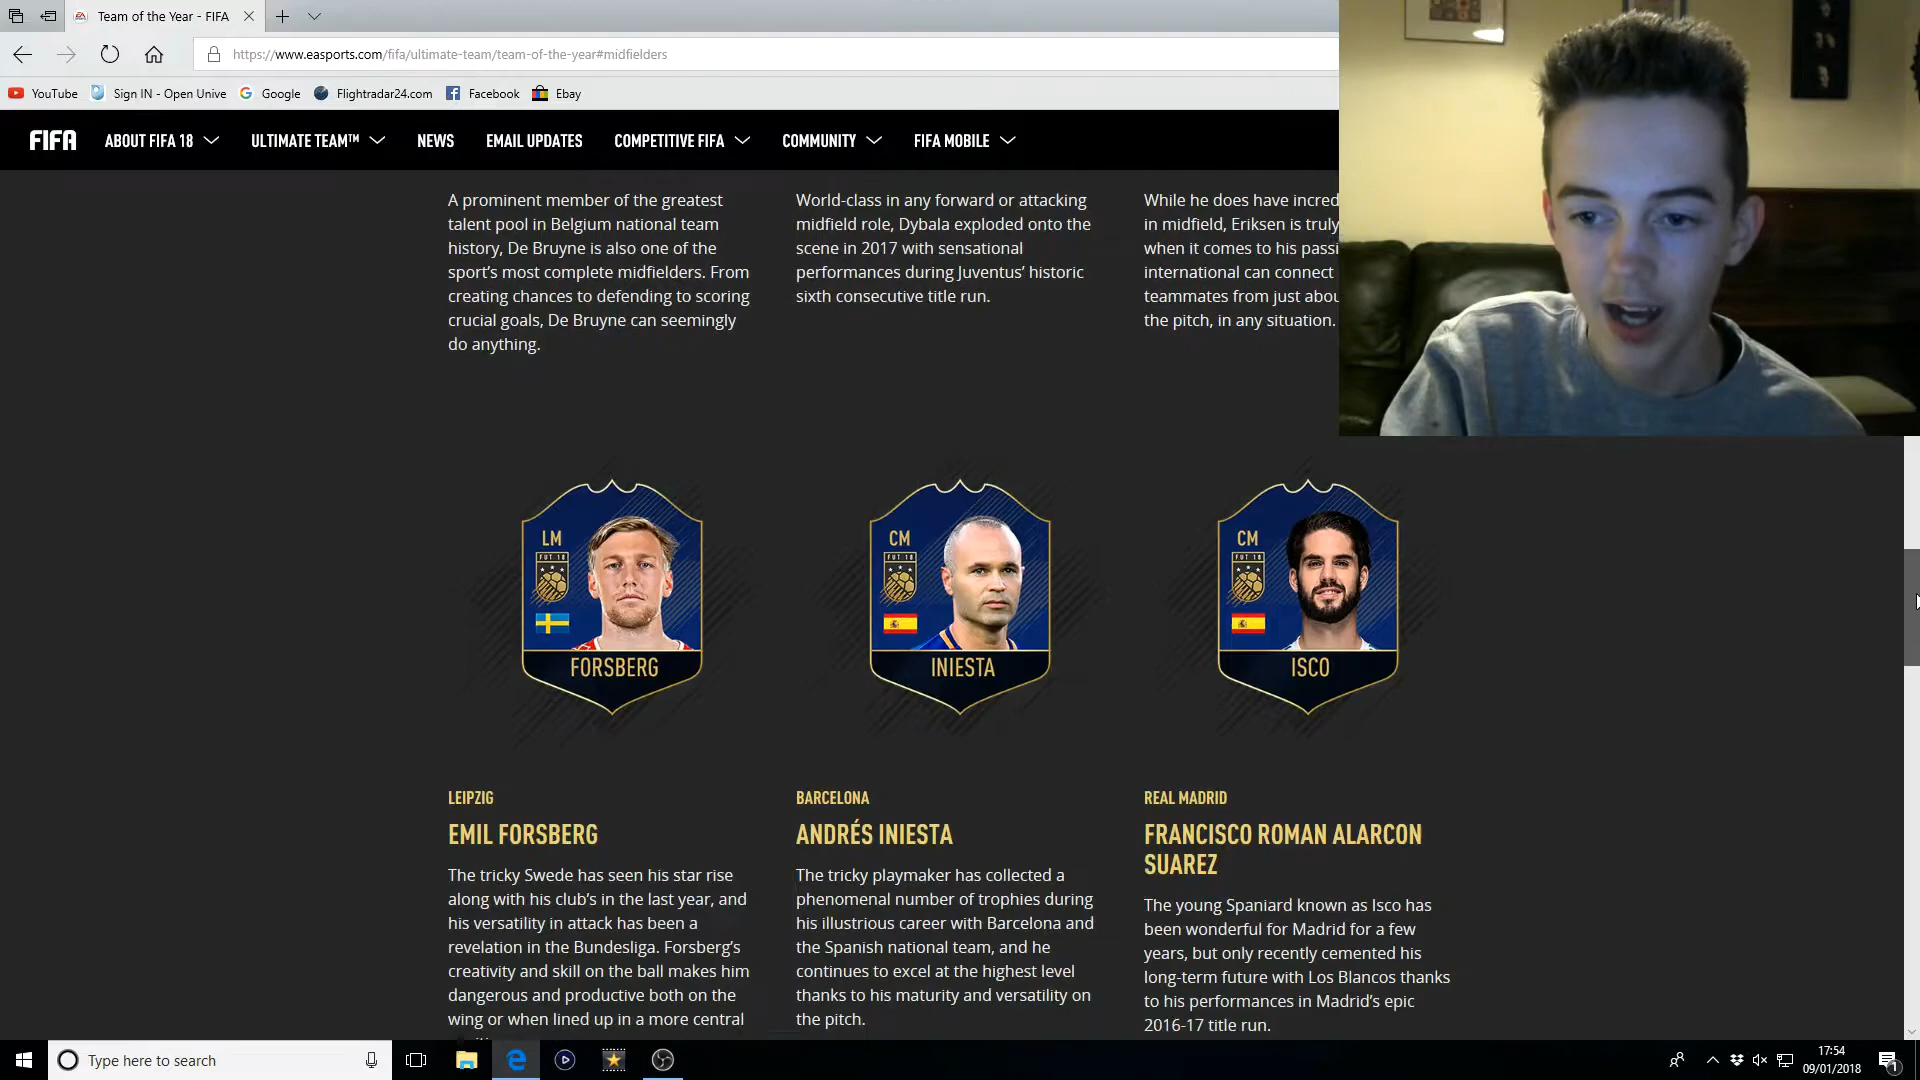 Team of the Year - FIFA
https://www.easports.com/fifa/ultimate-team/team-of-the-year#midfielders
YouTube Sign IN - Open Unive Google Flightradar24.com Facebook Ebay
FIFA ABOUT FIFA 18 ULTIMATE TEAM™ NEWS EMAIL UPDATES COMPETITIVE FIFA COMMUNITY FIFA MOBILE
A prominent member of the greatest
talent pool in Belgium national team
history, De Bruyne is also one of the
sport's most complete midfielders. From
creating chances to defending to scoring
crucial goals, De Bruyne can seemingly
do anything.
World-class in any forward or attacking
midfield role, Dybala exploded onto the
scene in 2017 with sensational
performances during Juventus' historic
sixth consecutive title run.
While he does have incred
in midfield, Eriksen is truly
when it comes to his passi
international can connect
teammates from just abou
the pitch, in any situation.
LM
FUT 18
FORSBERG
CM
FUT 18
INIESTA
CM
FUT 18
ISCO
LEIPZIG
EMIL FORSBERG
The tricky Swede has seen his star rise
along with his club's in the last year, and
his versatility in attack has been a
revelation in the Bundesliga. Forsberg's
creativity and skill on the ball makes him
dangerous and productive both on the
wing or when lined up in a more central
BARCELONA
ANDRÉS INIESTA
The tricky playmaker has collected a
phenomenal number of trophies during
his illustrious career with Barcelona and
the Spanish national team, and he
continues to excel at the highest level
thanks to his maturity and versatility on
the pitch.
REAL MADRID
FRANCISCO ROMAN ALARCON
SUAREZ
The young Spaniard known as Isco has
been wonderful for Madrid for a few
years, but only recently cemented his
long-term future with Los Blancos thanks
to his performances in Madrid's epic
2016-17 title run.
Type here to search
17:54
09/01/2018
1